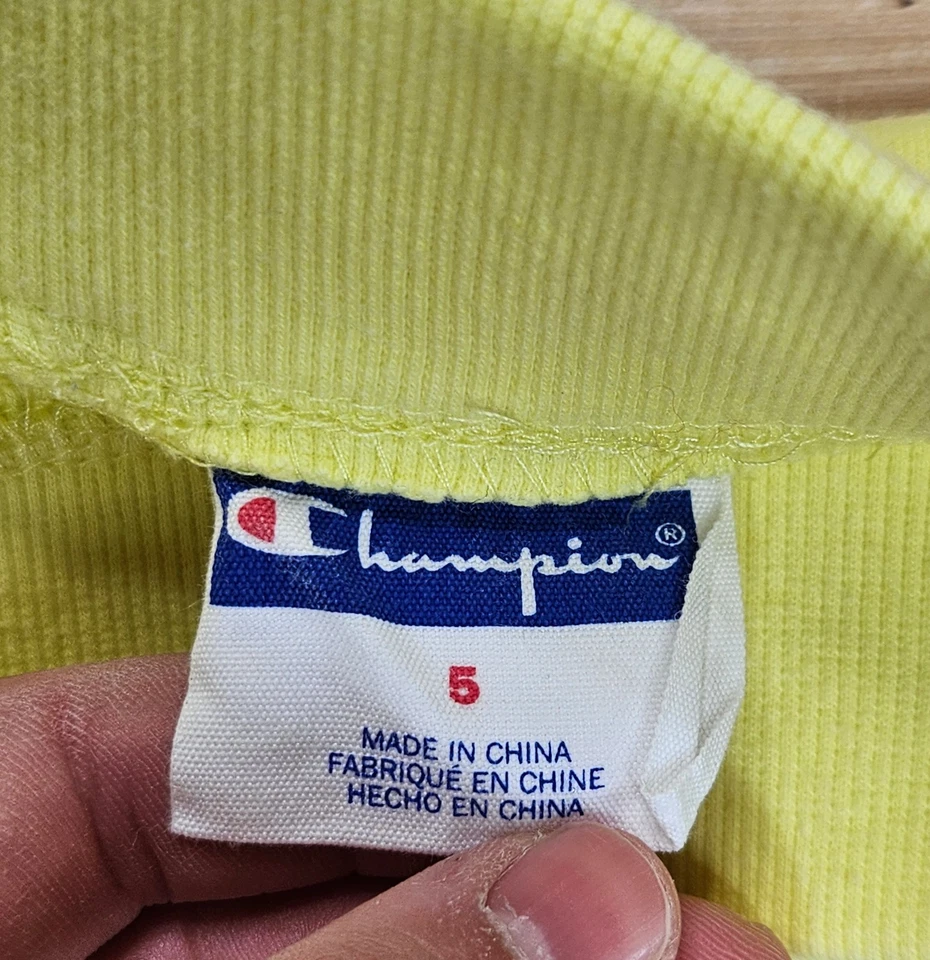 Champion®
5
MADE IN CHINA
FABRIQUÉ EN CHINE
HECHO EN CHINA